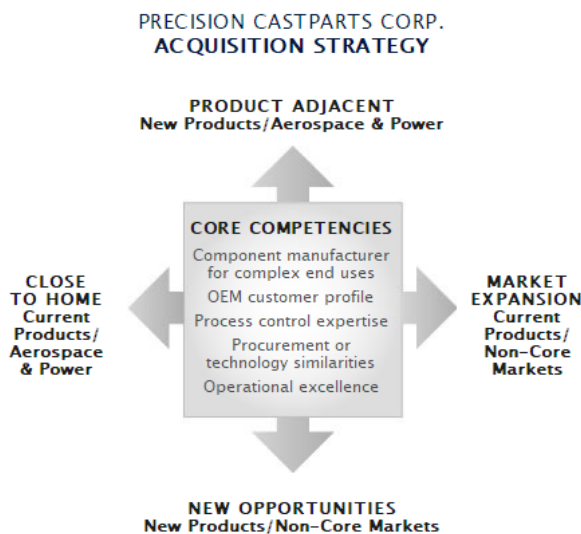 PRECISION CASTPARTS CORP.
ACQUISITION STRATEGY
PRODUCT ADJACENT
New Products/Aerospace & Power
CORE COMPETENCIES
Component manufacturer
for complex end uses
OEM customer profile
Process control expertise
Procurement or
technology similarities
Operational excellence
CLOSE
TO HOME
Current
Products/
Aerospace
& Power
MARKET
EXPANSION
Current
Products/
Non-Core
Markets
NEW OPPORTUNITIES
New Products/Non-Core Markets